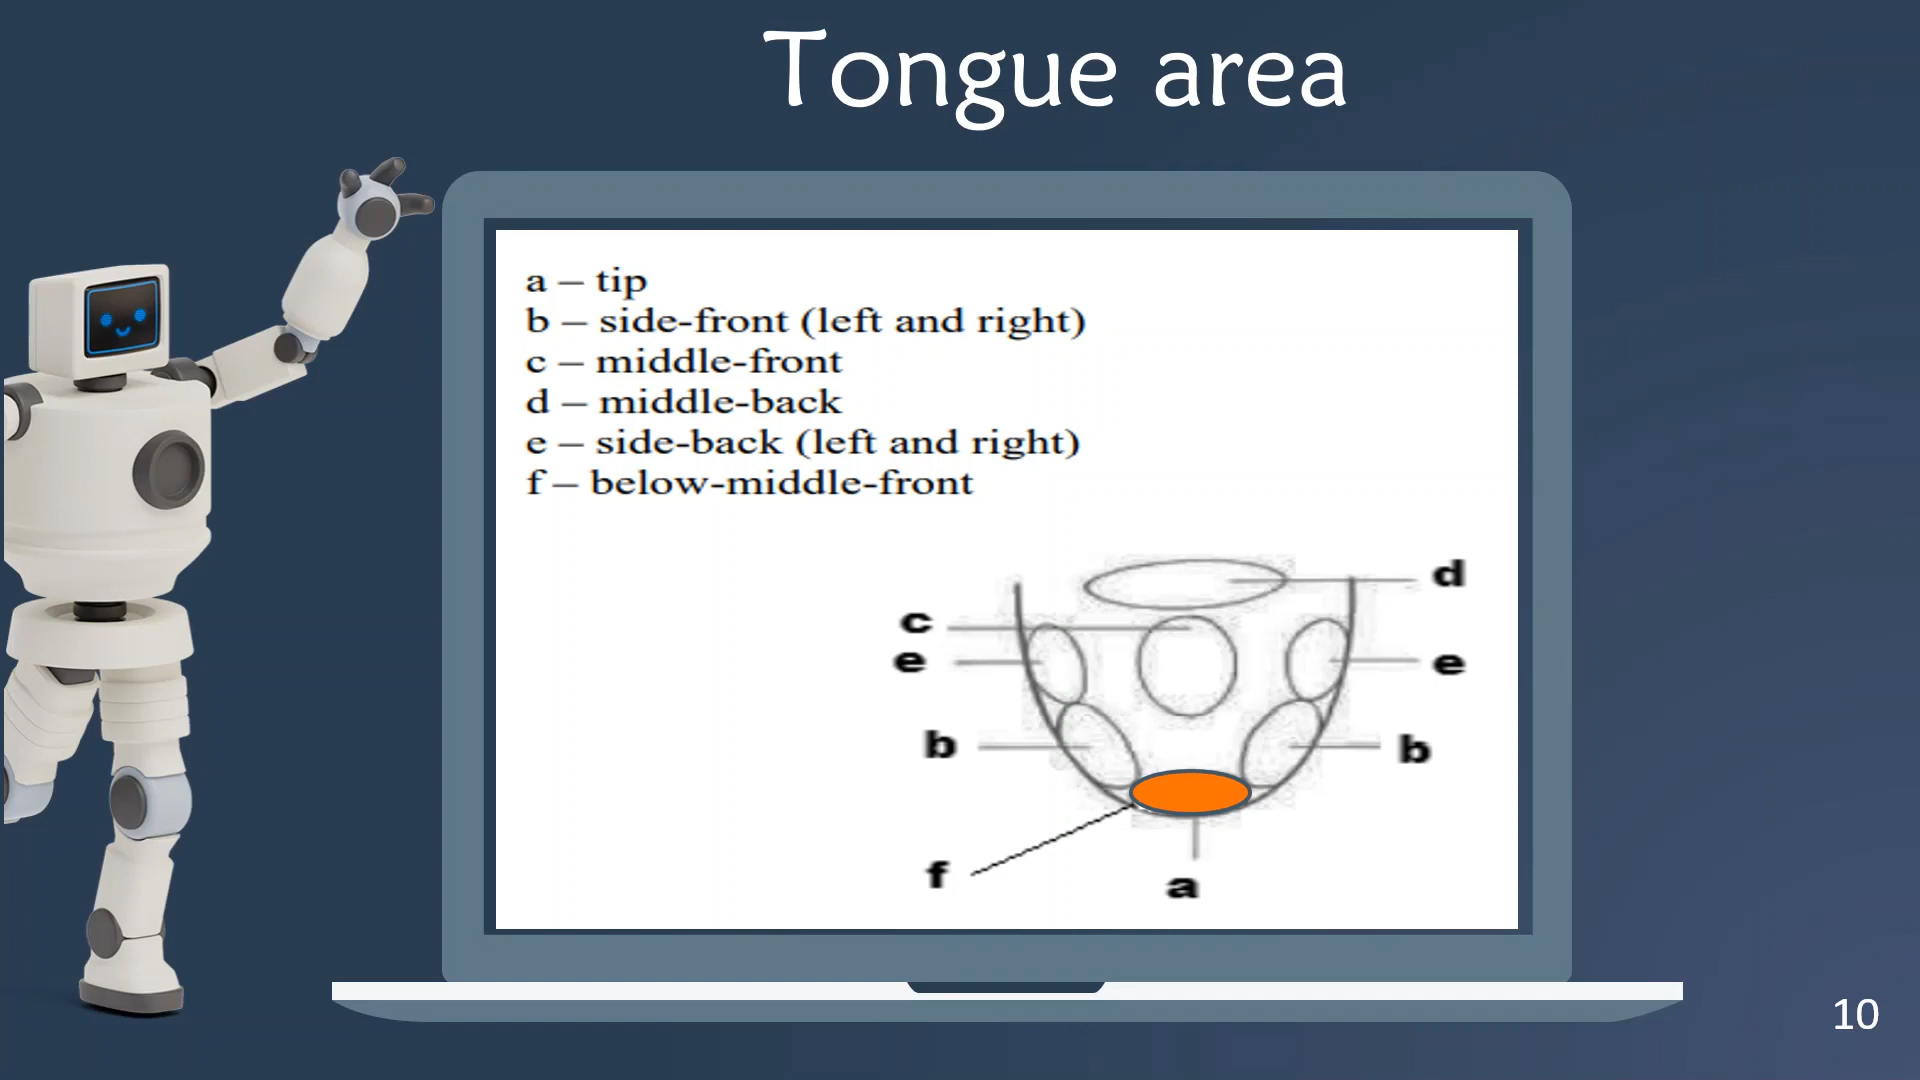 Tongue area
a – tip
b – side-front (left and right)
c – middle-front
d – middle-back
e – side-back (left and right)
f – below-middle-front
d
c
e
e
b
b
f
a
10